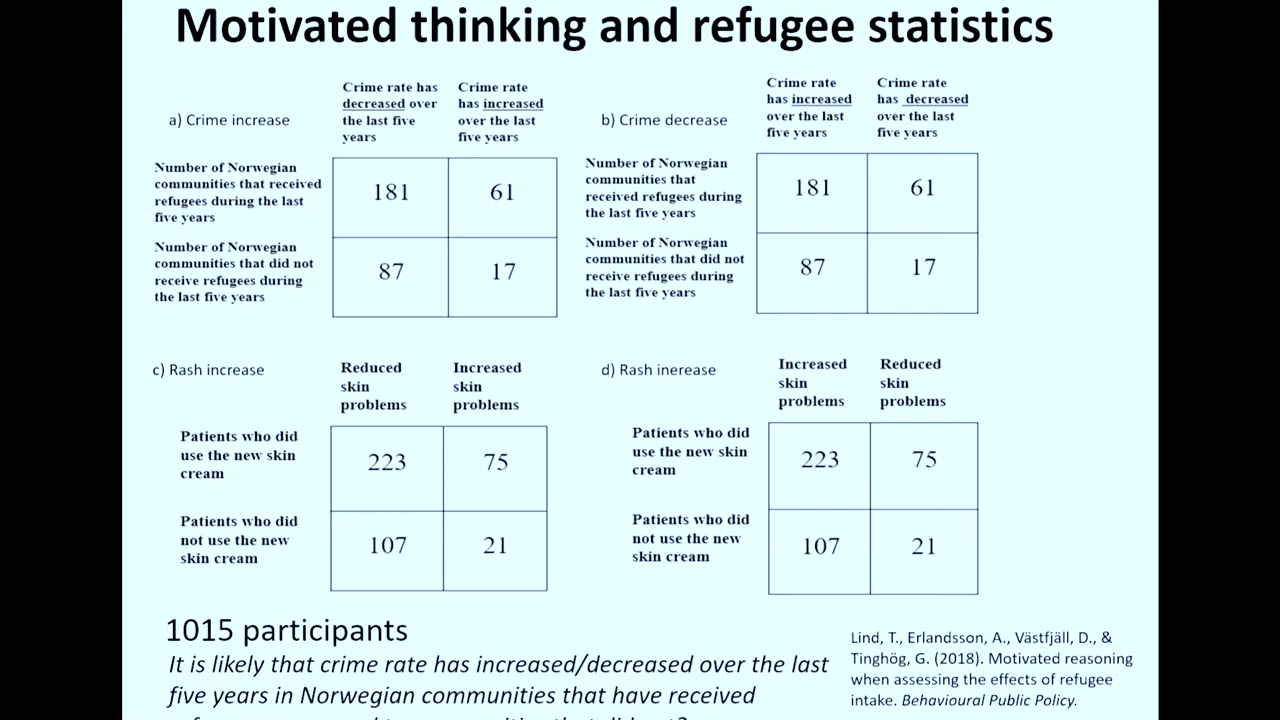 Motivated thinking and refugee statistics
a) Crime increase
Crime rate has
decreased over
the last five
years
Crime rate
has increased
over the last
five years
Number of Norwegian
communities that received
refugees during the last
five years
181
61
Number of Norwegian
communities that did not
receive refugees during
the last five years
87
17
b) Crime decrease
Crime rate
has increased
over the last
five years
Crime rate
has decreased
over the last
five years
Number of Norwegian
communities that
received refugees during
the last five years
181
61
Number of Norwegian
communities that did not
receive refugees during
the last five years
87
17
c) Rash increase
Reduced
skin
problems
Increased
skin
problems
Patients who did
use the new skin
cream
223
75
Patients who did
not use the new
skin cream
107
21
d) Rash inerease
Increased
skin
problems
Reduced
skin
problems
Patients who did
use the new skin
cream
223
75
Patients who did
not use the new
skin cream
107
21
1015 participants
It is likely that crime rate has increased/decreased over the last
five years in Norwegian communities that have received
Lind, T., Erlandsson, A., Västfjäll, D., &
Tinghög, G. (2018). Motivated reasoning
when assessing the effects of refugee
intake. Behavioural Public Policy.